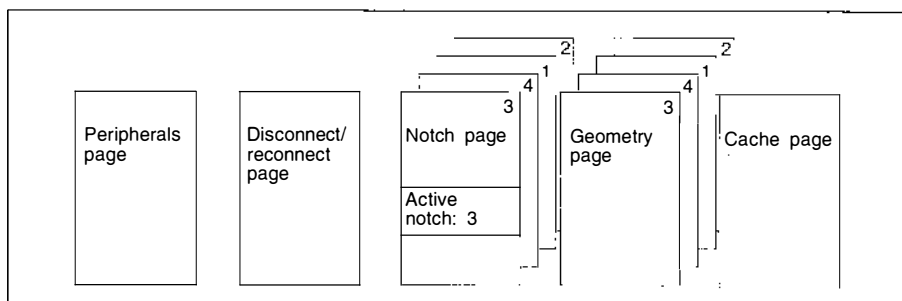 2
2
1
1
4
4
3
3
Peripherals
page
Disconnect/
reconnect
page
Notch page
Geometry
page
Cache page
Active
notch: 3